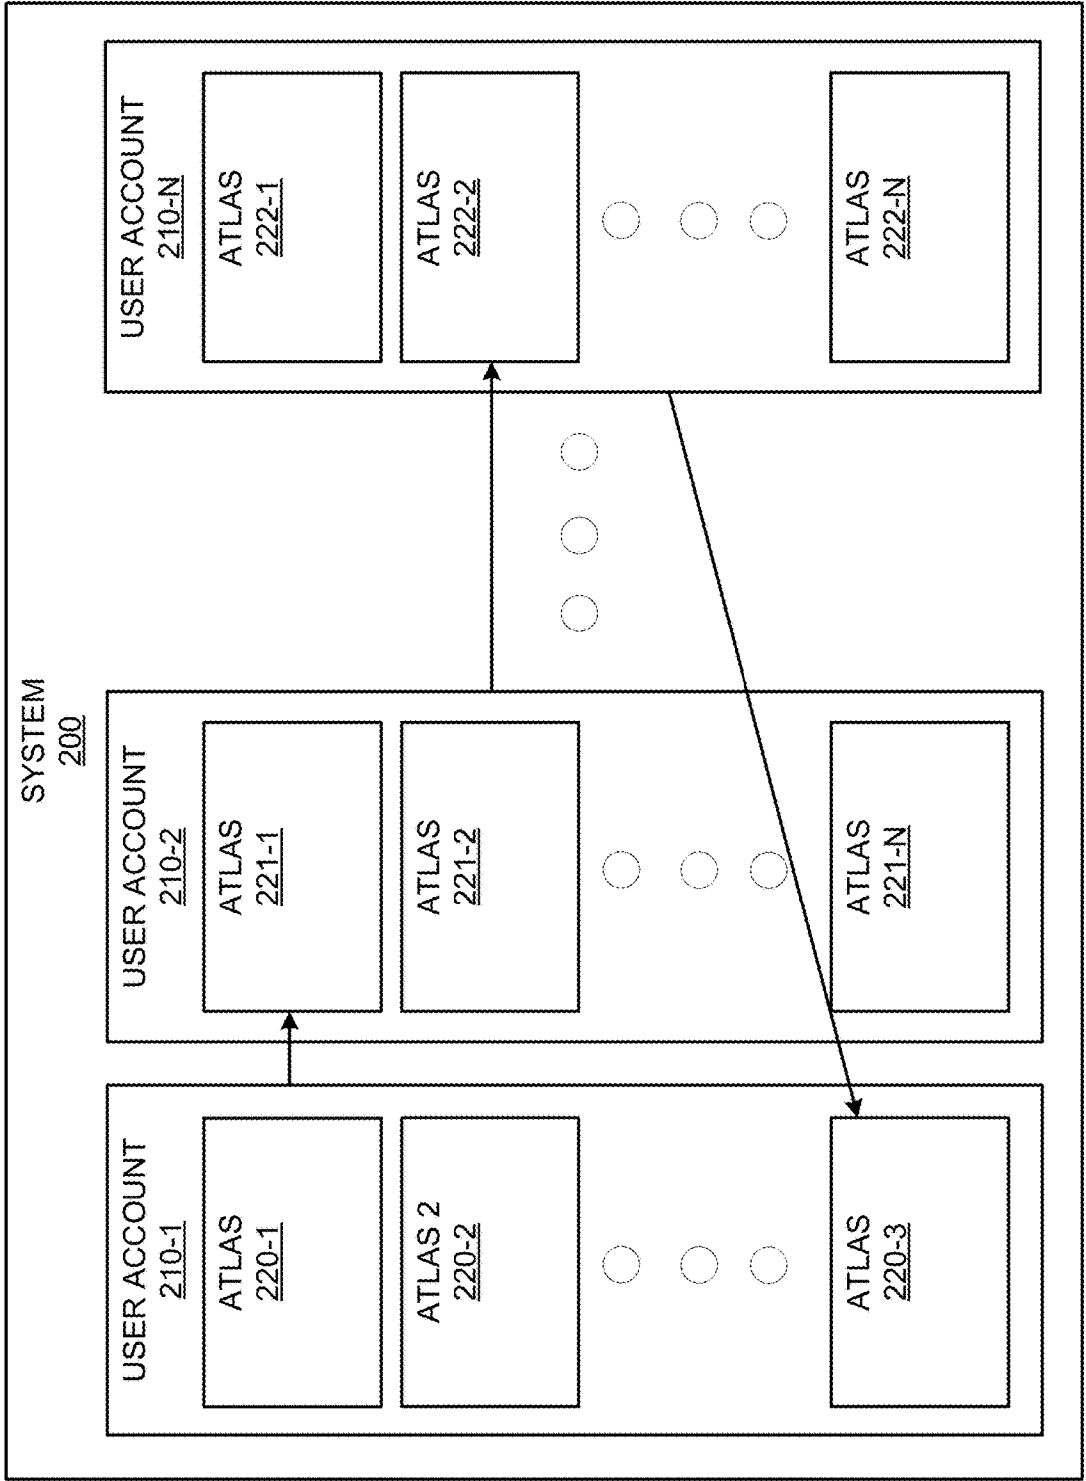 SYSTEM
200
USER ACCOUNT
210-1
ATLAS
220-1
ATLAS 2
220-2
ATLAS
220-3
USER ACCOUNT
210-2
ATLAS
221-1
ATLAS
221-2
ATLAS
221-N
USER ACCOUNT
210-N
ATLAS
222-1
ATLAS
222-2
ATLAS
222-N